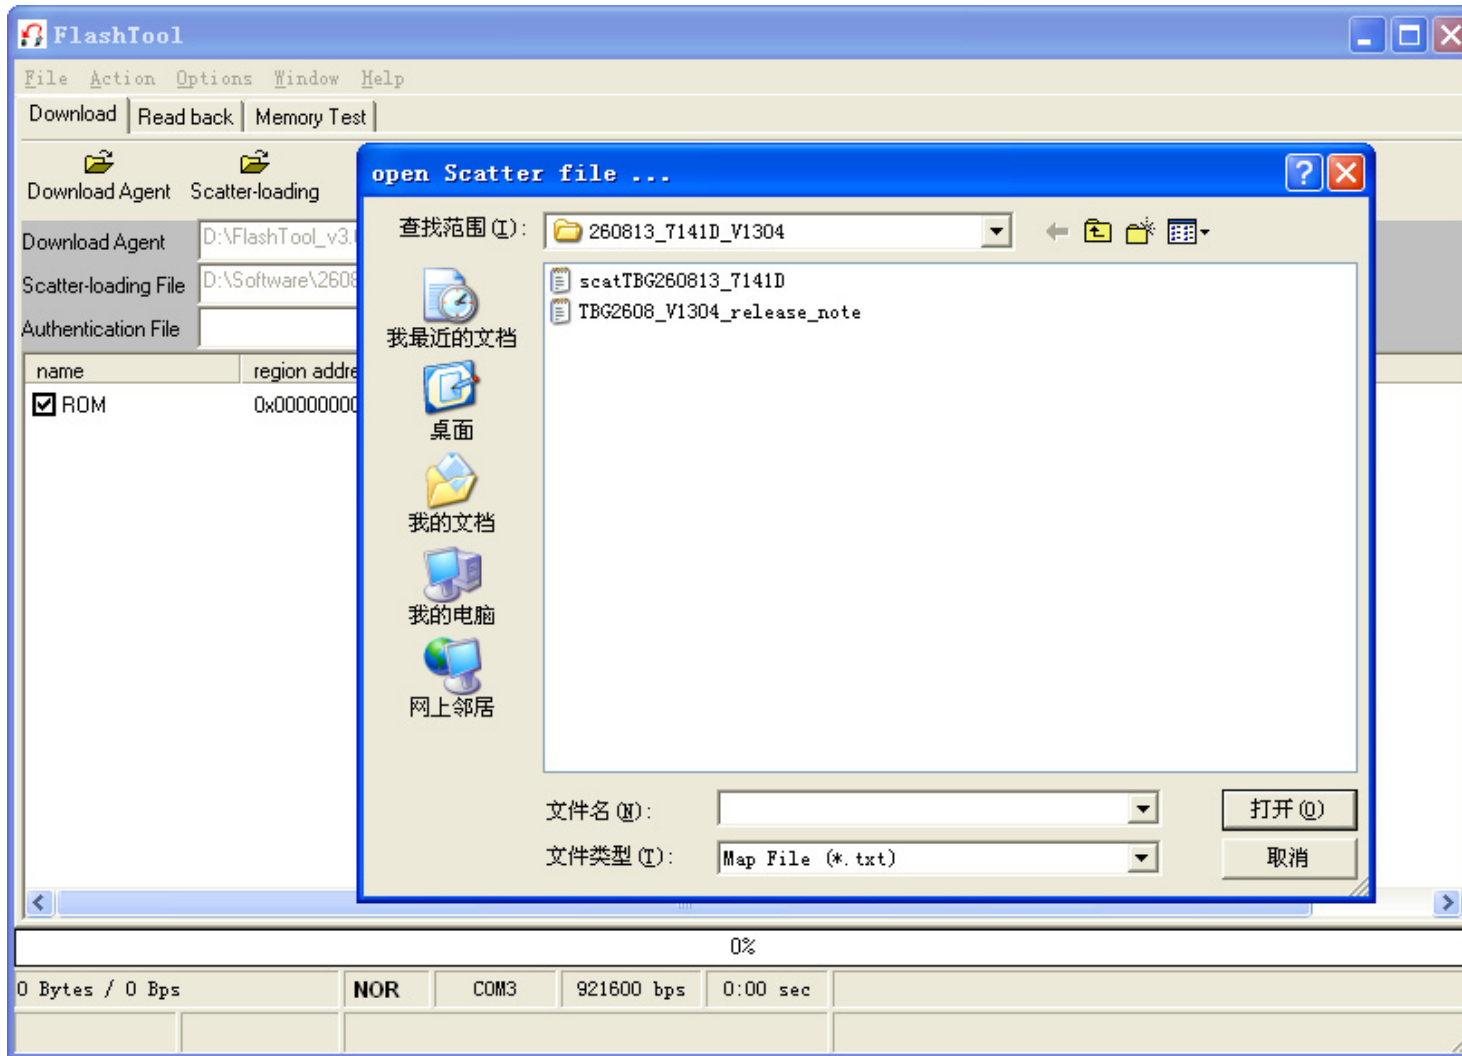 FlashTool
File Action Options Window Help
Download Read back Memory Test
Download Agent Scatter-loading
Download Agent D:\FlashTool_v3.
Scatter-loading File D:\Software\2608
Authentication File
name region addre
ROM 0x00000000
open Scatter file ...
查找范围(I): 260813_7141D_V1304
scatTBG260813_7141D
TBG2608_V1304_release_note
我最近的文档
桌面
我的文档
我的电脑
网上邻居
文件名(N): 打开(O)
文件类型(T): Map File (*.txt) 取消
0%
0 Bytes / 0 Bps NOR COM3 921600 bps 0:00 sec